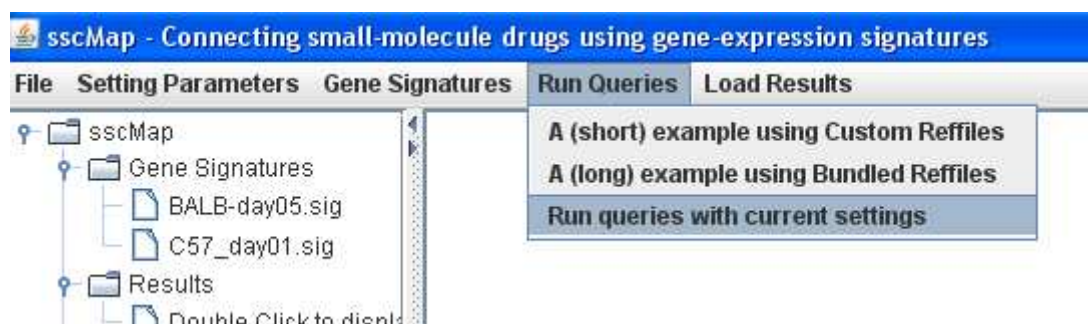 sscMap - Connecting small-molecule drugs using gene-expression signatures
File Setting Parameters Gene Signatures Run Queries Load Results
sscMap
Gene Signatures
BALB-day05.sig
C57_day01.sig
Results
Double Click to
A (short) example using Custom Reffiles
A (long) example using Bundled Reffiles
Run queries with current settings